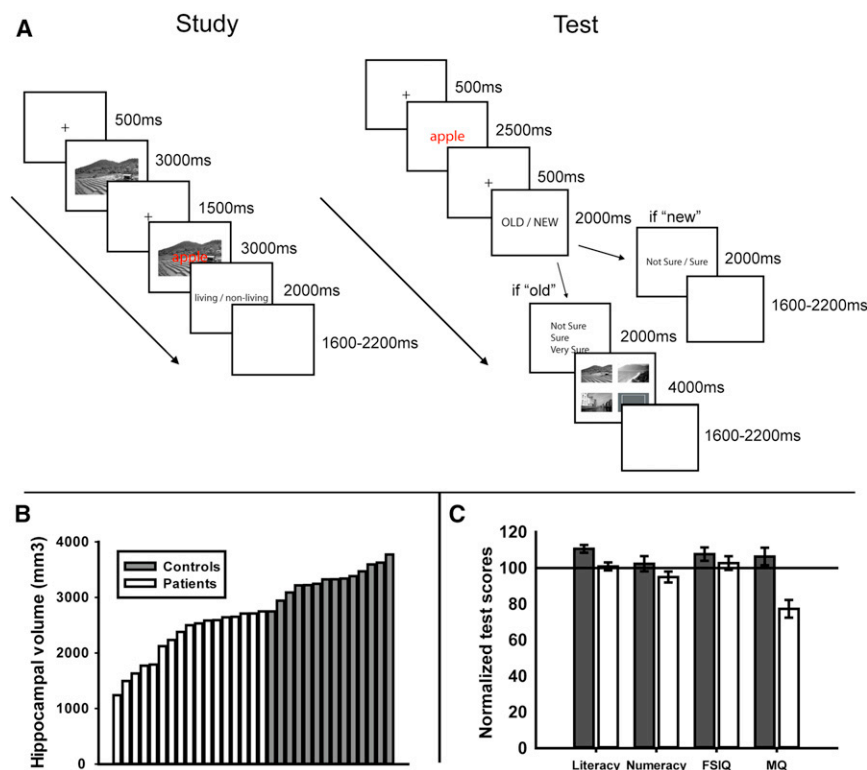 A
Study
Test
+
500ms
3000ms
+
1500ms
apple
3000ms
living / non-living
2000ms
1600-2200ms
+
500ms
apple
2500ms
+
500ms
OLD / NEW
2000ms
if "new"
Not Sure / Sure
2000ms
1600-2200ms
if "old"
Not Sure
Sure
Very Sure
2000ms
4000ms
1600-2200ms
B
Hippocampal volume (mm3)
4000
3000
2000
1000
0
Controls
Patients
C
Normalized test scores
120
100
80
60
40
20
0
Literacy Numeracy FSIQ MQ